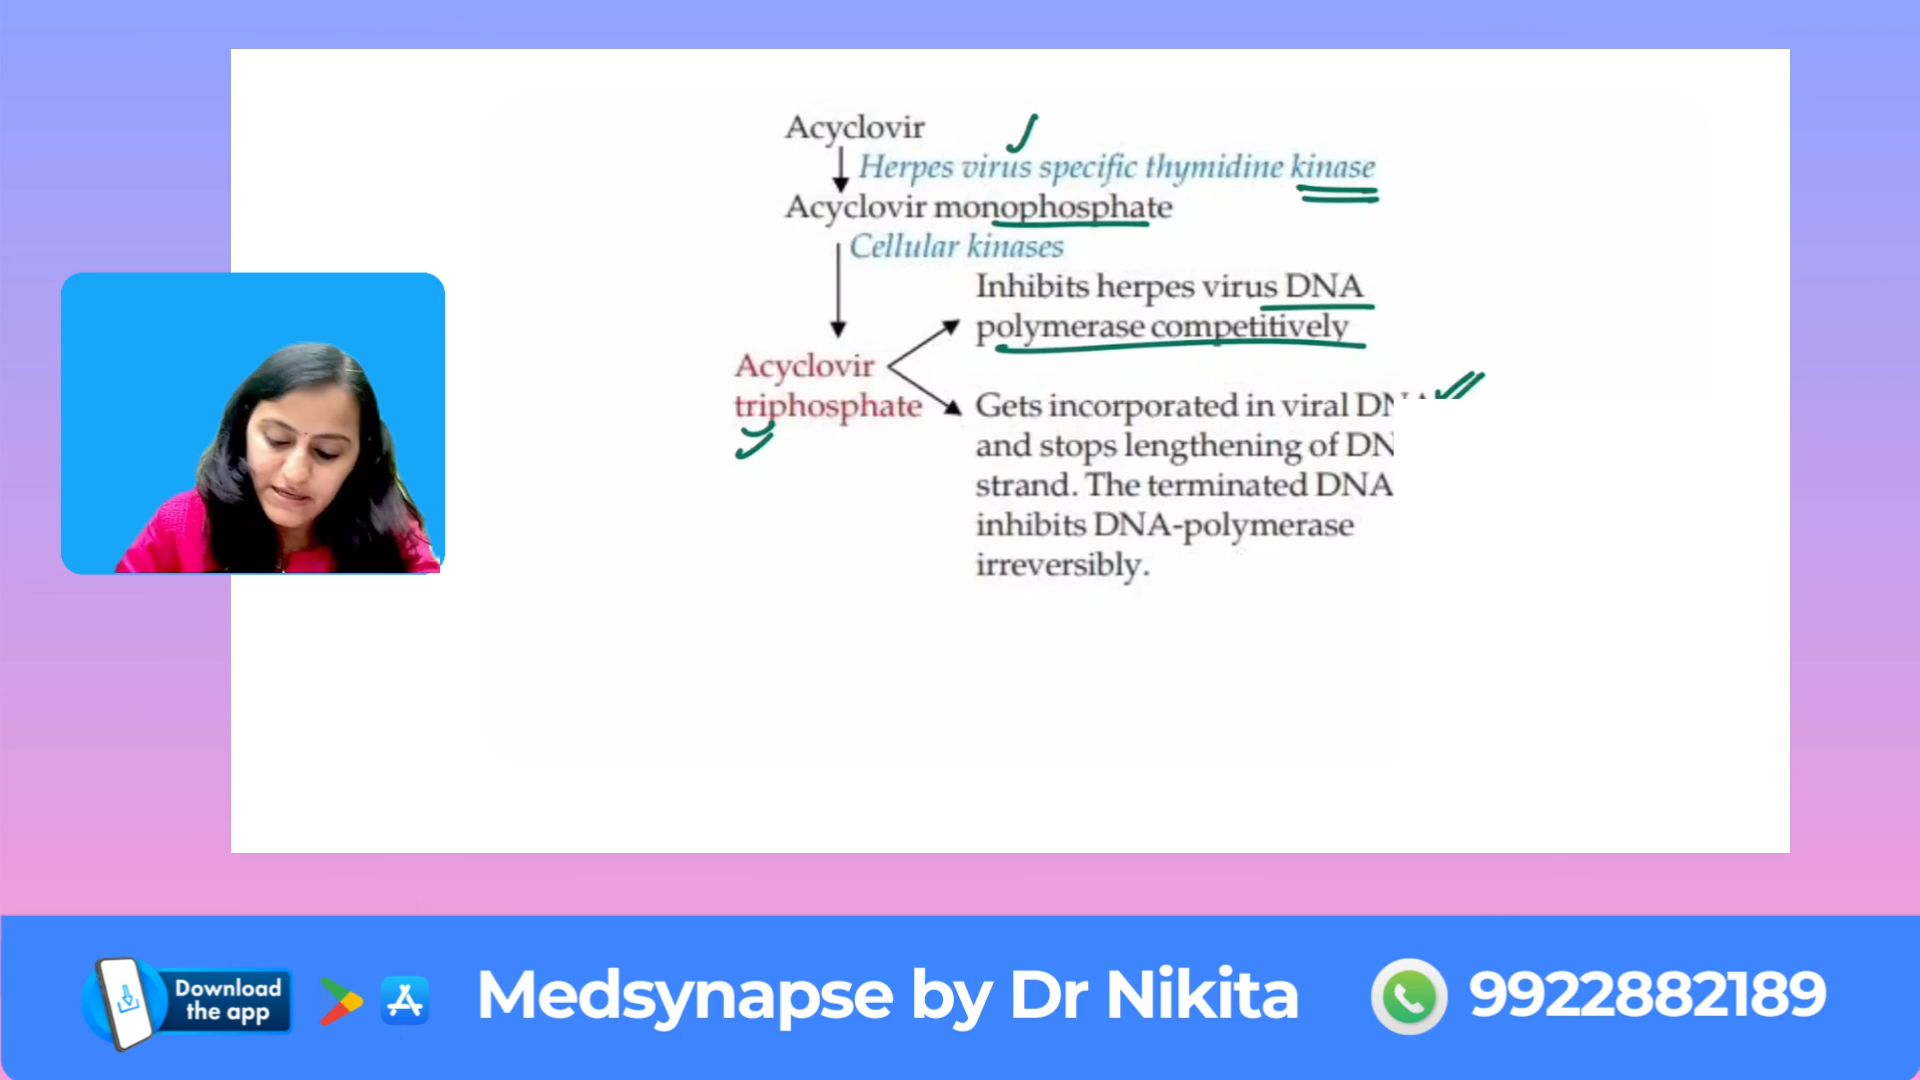 Acyclovir
Herpes virus specific thymidine kinase
Acyclovir monophosphate
Cellular kinases
Inhibits herpes virus DNA
polymerase competitively
Acyclovir
triphosphate
Gets incorporated in viral
and stops lengthening of DN
strand. The terminated DNA
inhibits DNA-polymerase
irreversibly.
Download
the app
Medsynapse by Dr Nikita
9922882189